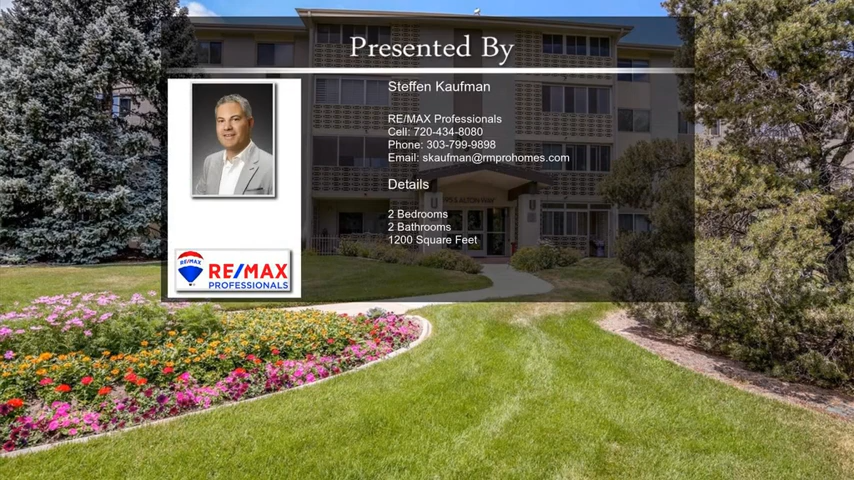 Presented By
Steffen Kaufman
RE/MAX Professionals
Cell: 720-434-8080
Phone: 303-799-9898
Email: skaufman@rmprohomes.com
Details
2 Bedrooms
2 Bathrooms
1200 Square Feet
RE/MAX
RE/MAX
PROFESSIONALS